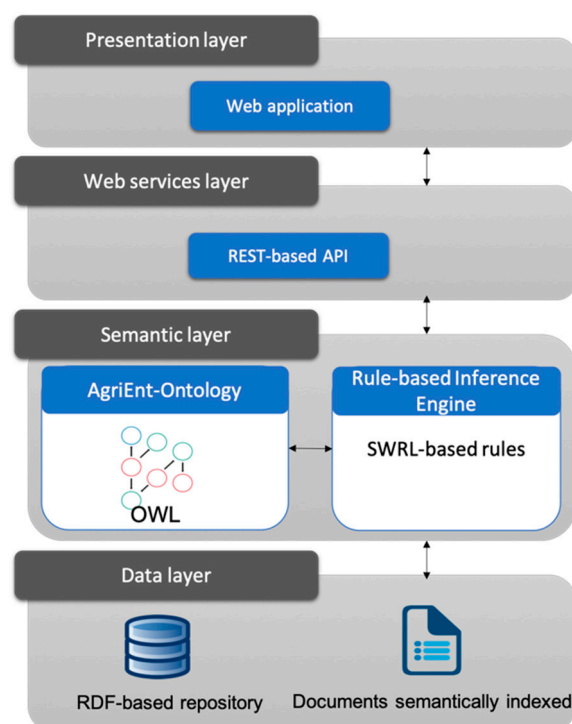 Presentation layer
Web application
Web services layer
REST-based API
Semantic layer
AgriEnt-Ontology
OWL
Rule-based Inference
Engine
SWRL-based rules
Data layer
RDF-based repository
Documents semantically indexed